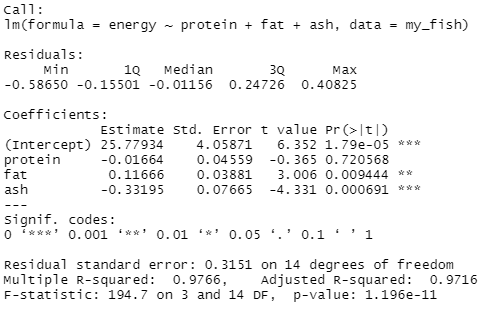 Call:
lm(formula = energy ~ protein + fat + ash, data = my_fish)
Residuals:
Min 1Q Median 3Q Max
-0.58650 -0.15501 -0.01156 0.24726 0.40825
Coefficients:
Estimate Std. Error t value Pr(>|t|)
(Intercept) 25.77934 4.05871 6.352 1.79e-05 ***
protein -0.01664 0.04559 -0.365 0.720568
fat 0.11666 0.03881 3.006 0.009444 **
ash -0.33195 0.07665 -4.331 0.000691 ***
---
Signif. codes:
0 ‘***’ 0.001 ‘**’ 0.01 ‘*’ 0.05 ‘.’ 0.1 ‘ ’ 1
Residual standard error: 0.3151 on 14 degrees of freedom
Multiple R-squared: 0.9766, Adjusted R-squared: 0.9716
F-statistic: 194.7 on 3 and 14 DF, p-value: 1.196e-11